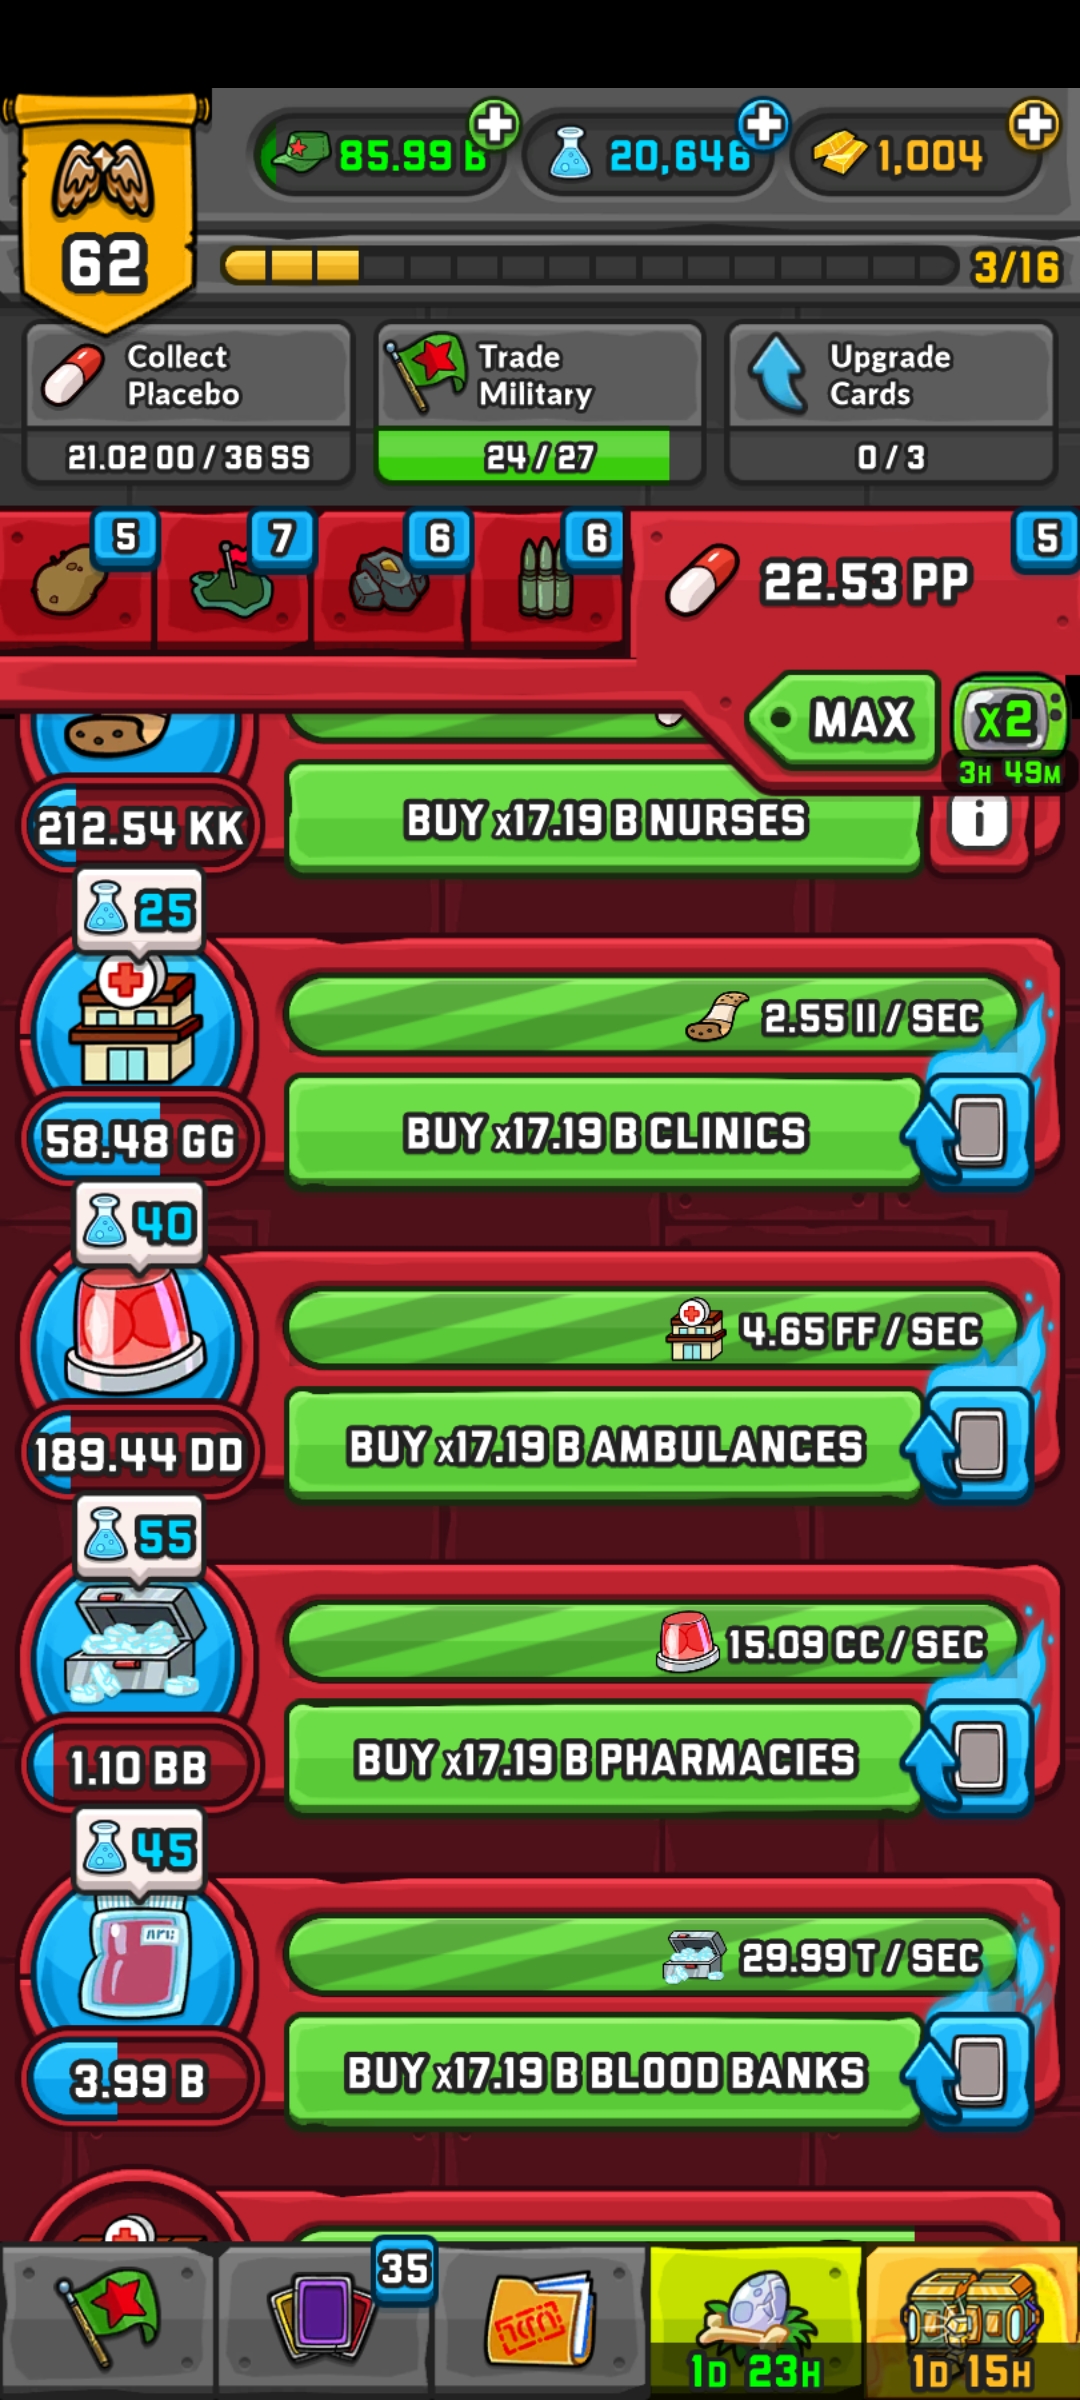 85.99 B
20,646
1,004
62
3/16
Collect
Placebo
Trade
Military
Upgrade
Cards
21.02 OO / 36 SS
24 / 27
0 / 3
5
7
6
6
5
22.53 PP
MAX
x2
3H 49M
212.54 KK
BUY x17.19 B NURSES
i
25
2.55 II / SEC
58.48 GG
BUY x17.19 B CLINICS
40
4.65 FF / SEC
189.44 DD
BUY x17.19 B AMBULANCES
55
15.09 CC / SEC
1.10 BB
BUY x17.19 B PHARMACIES
45
29.99 T / SEC
3.99 B
BUY x17.19 B BLOOD BANKS
35
1D 23H
1D 15H